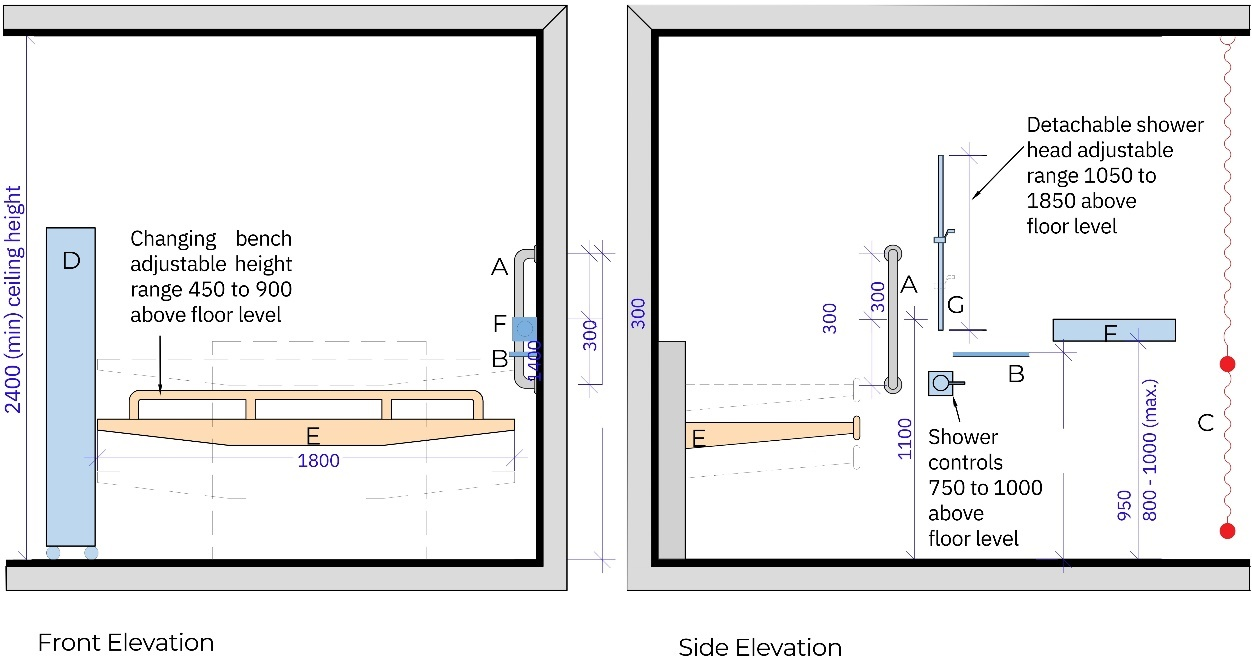 2400 (min) ceiling height
D
Changing bench
adjustable height
range 450 to 900
above floor level
A
F
B
1400
300
E
1800
Front Elevation
300
Detachable shower
head adjustable
range 1050 to
1850 above
floor level
300
300
A
G
F
B
E
1100
Shower
controls
750 to 1000
above
floor level
950
800 - 1000 (max.)
C
Side Elevation